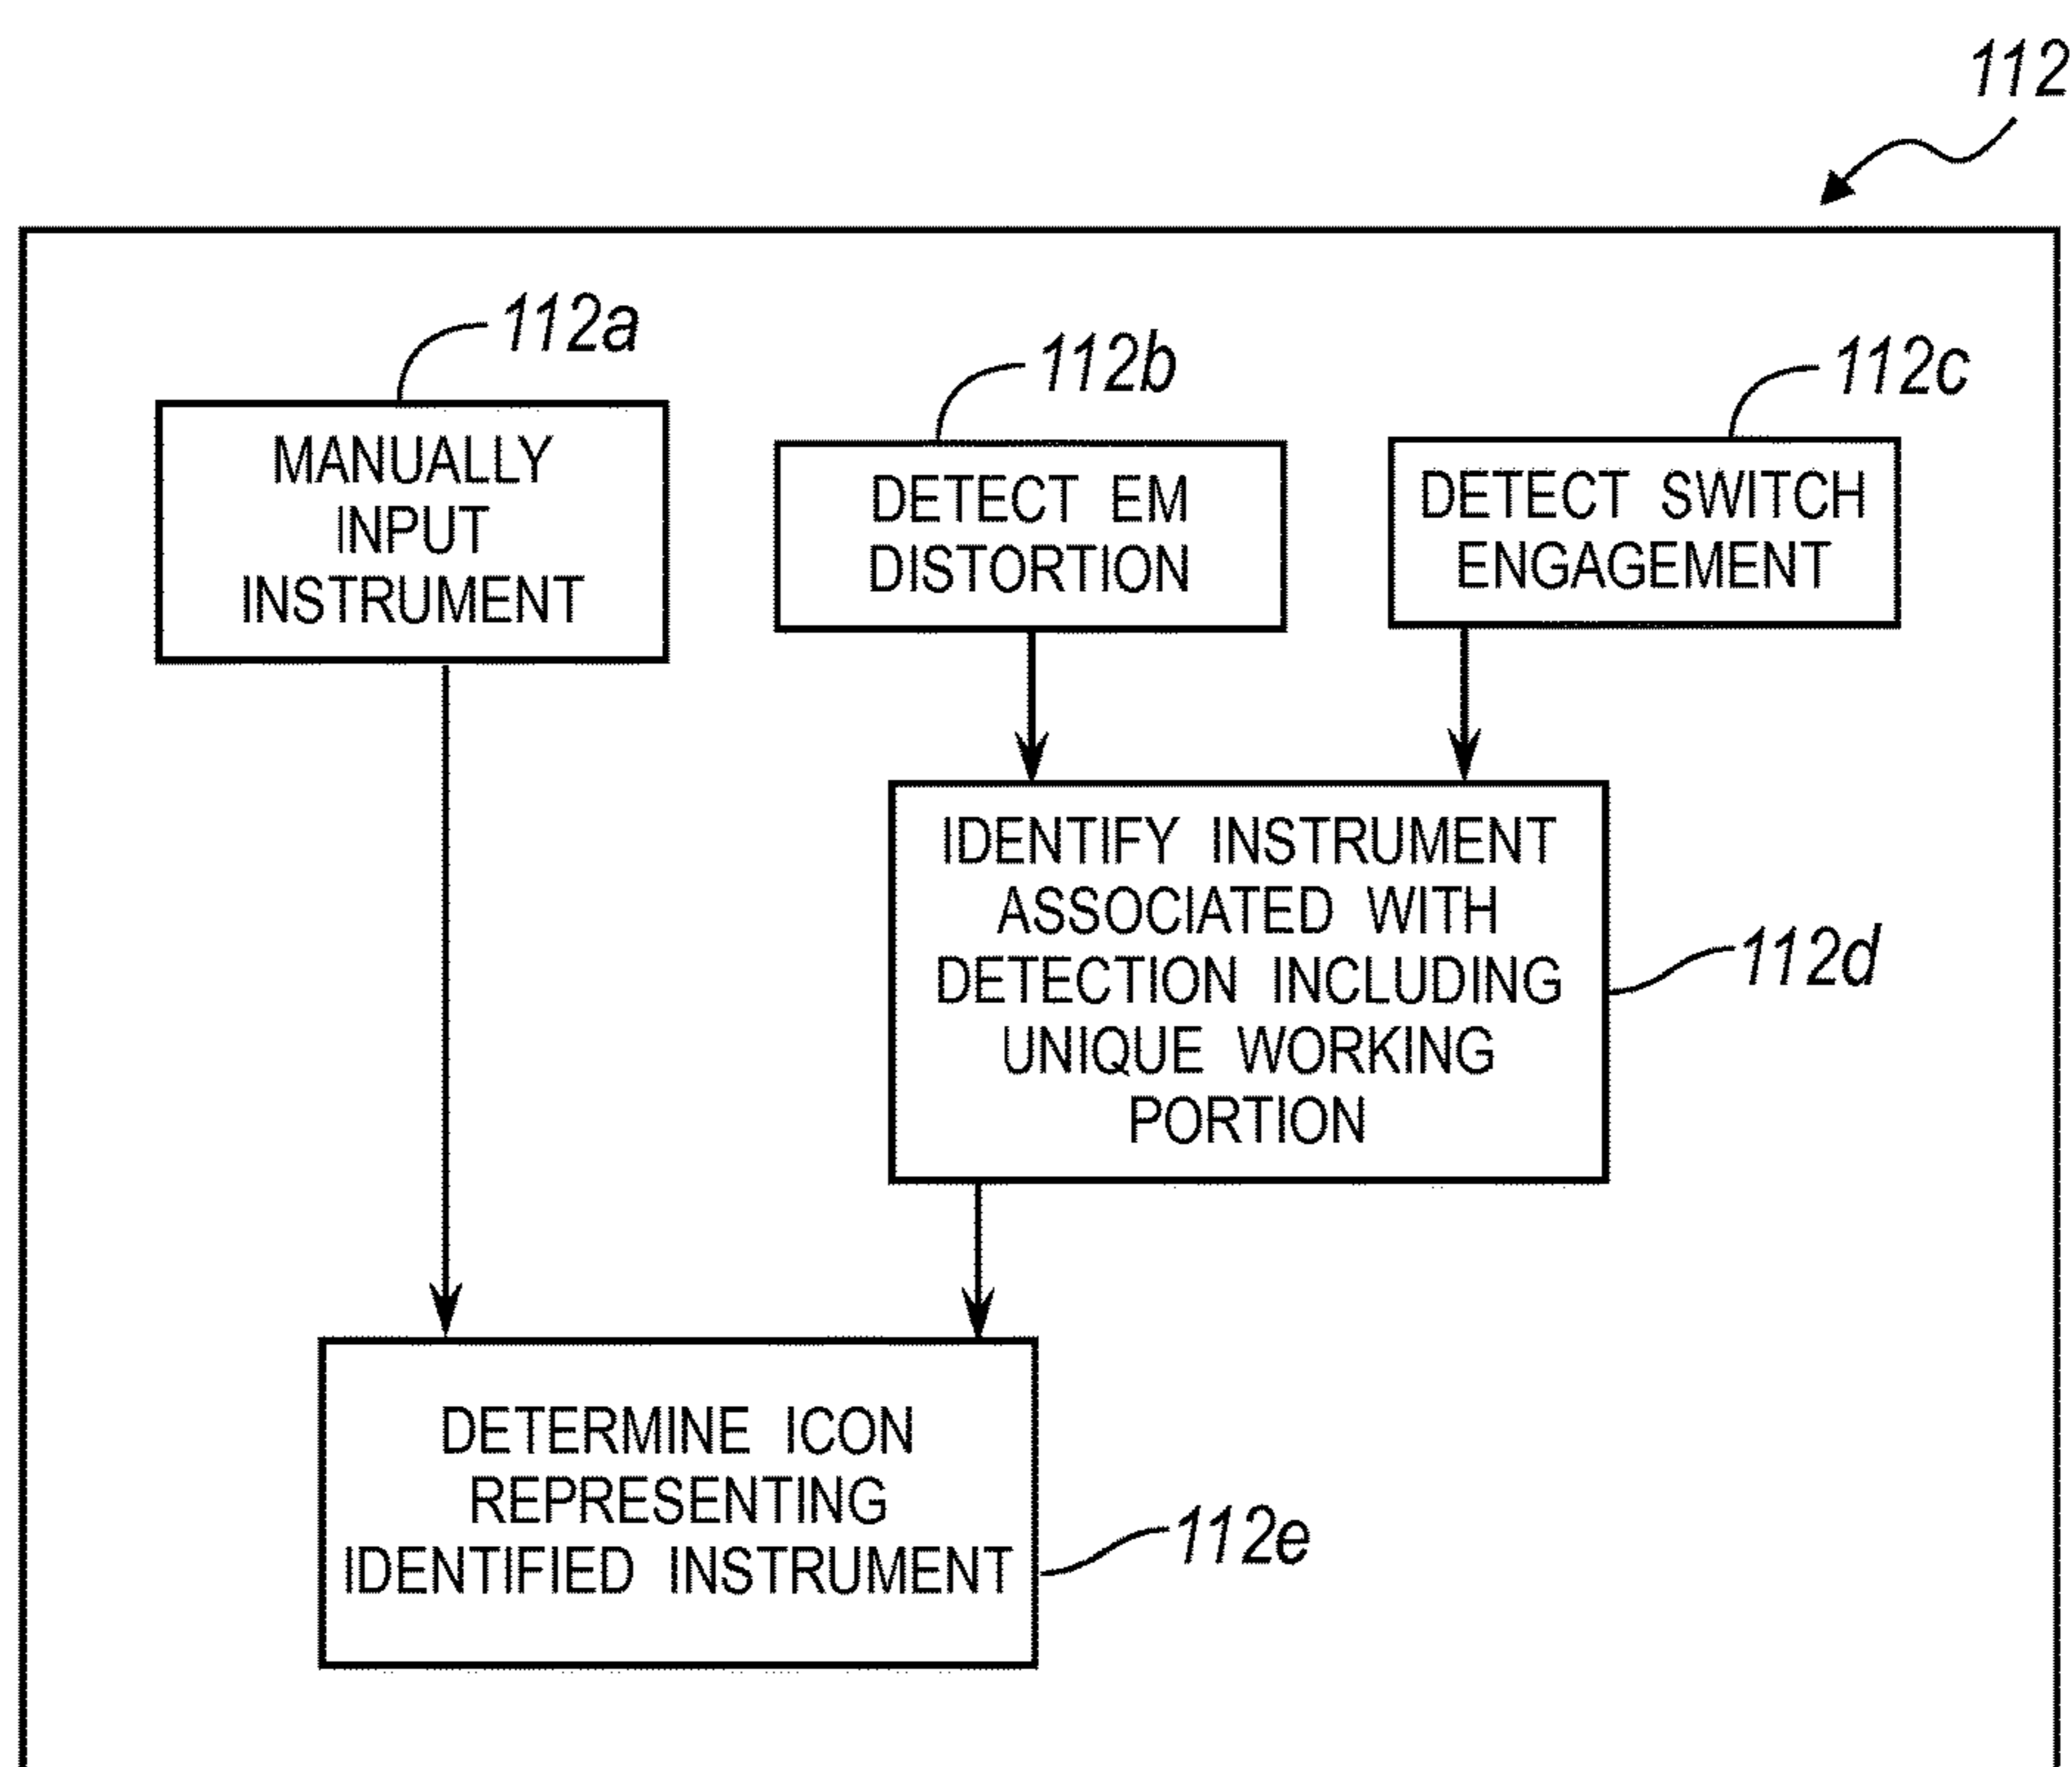 112
112a
MANUALLY
INPUT
INSTRUMENT
112b
DETECT EM
DISTORTION
112c
DETECT SWITCH
ENGAGEMENT
IDENTIFY INSTRUMENT
ASSOCIATED WITH
DETECTION INCLUDING
UNIQUE WORKING
PORTION
112d
DETERMINE ICON
REPRESENTING
IDENTIFIED INSTRUMENT
112e